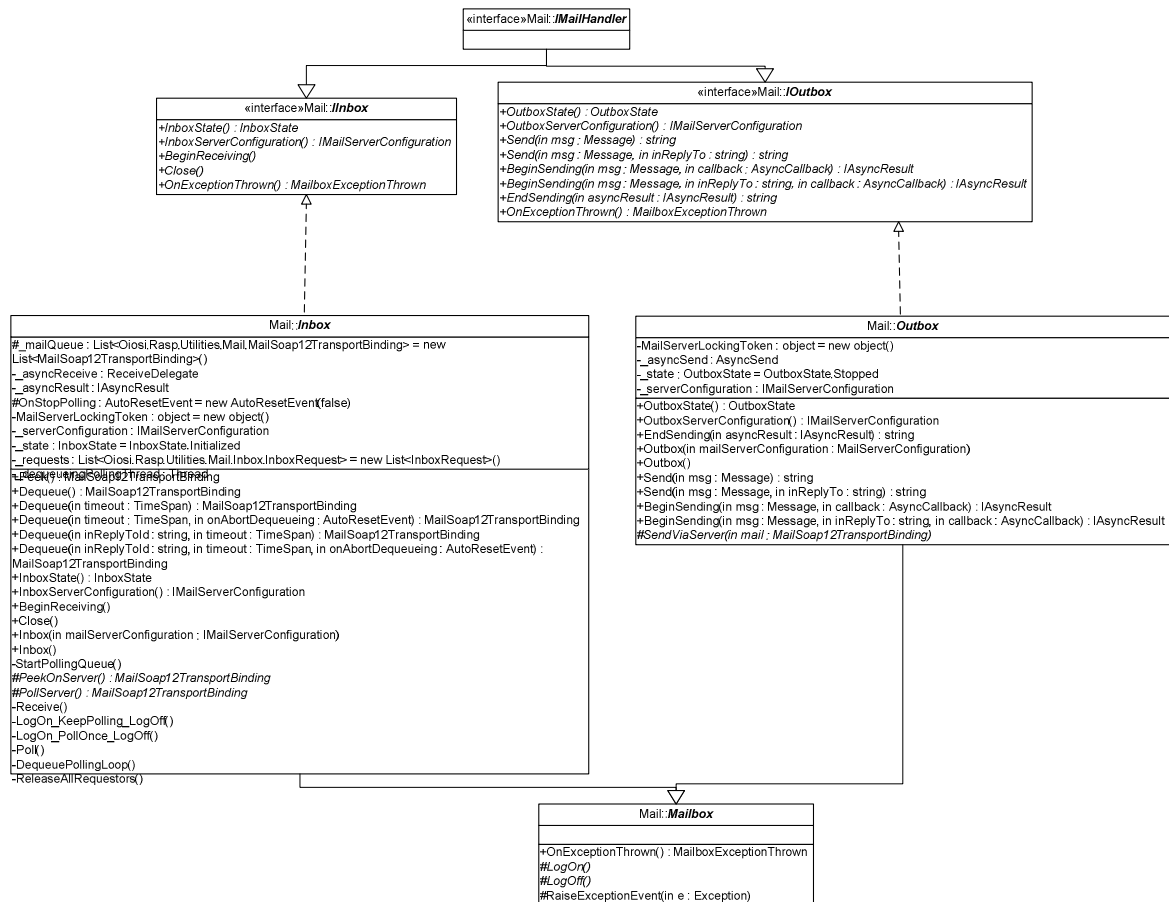 «interface»Mail::IMailHandler
«interface»Mail::IInbox
+InboxState() : InboxState
+InboxServerConfiguration() : IMailServerConfiguration
+BeginReceiving()
+Close()
+OnExceptionThrown() : MailboxExceptionThrown
«interface»Mail::IOutbox
+OutboxState() : OutboxState
+OutboxServerConfiguration() : IMailServerConfiguration
+Send(in msg : Message) : string
+Send(in msg : Message, in inReplyTo : string) : string
+BeginSending(in msg : Message, in callback : AsyncCallback) : IAsyncResult
+BeginSending(in msg : Message, in inReplyTo : string, in callback : AsyncCallback) : IAsyncResult
+EndSending(in asyncResult : IAsyncResult) : string
+OnExceptionThrown() : MailboxExceptionThrown
Mail::Inbox
#_mailQueue : List<Oiosi.Rasp.Utilities.Mail.MailSoap12TransportBinding> = new
List<MailSoap12TransportBinding>()
-_asyncReceive : ReceiveDelegate
-_asyncResult : IAsyncResult
#OnStopPolling : AutoResetEvent = new AutoResetEvent(false)
-MailServerLockingToken : object = new object()
-_serverConfiguration : IMailServerConfiguration
-_state : InboxState = InboxState.Initialized
-_requests : List<Oiosi.Rasp.Utilities.Mail.Inbox.InboxRequest> = new List<InboxRequest>()
-_dequeueingPollingThread : Thread
+Peek() : MailSoap12TransportBinding
+Dequeue() : MailSoap12TransportBinding
+Dequeue(in timeout : TimeSpan) : MailSoap12TransportBinding
+Dequeue(in timeout : TimeSpan, in onAbortDequeueing : AutoResetEvent) : MailSoap12TransportBinding
+Dequeue(in inReplyToId : string, in timeout : TimeSpan) : MailSoap12TransportBinding
+Dequeue(in inReplyToId : string, in timeout : TimeSpan, in onAbortDequeueing : AutoResetEvent) :
MailSoap12TransportBinding
+InboxState() : InboxState
+InboxServerConfiguration() : IMailServerConfiguration
+BeginReceiving()
+Close()
+Inbox(in mailServerConfiguration : IMailServerConfiguration)
+Inbox()
-StartPollingQueue()
#PeekOnServer() : MailSoap12TransportBinding
#PollServer() : MailSoap12TransportBinding
-Receive()
-LogOn_KeepPolling_LogOff()
-LogOn_PollOnce_LogOff()
-Poll()
-DequeuePollingLoop()
-ReleaseAllRequestors()
Mail::Outbox
-MailServerLockingToken : object = new object()
-_asyncSend : AsyncSend
-_state : OutboxState = OutboxState.Stopped
-_serverConfiguration : IMailServerConfiguration
+OutboxState() : OutboxState
+OutboxServerConfiguration() : IMailServerConfiguration
+EndSending(in asyncResult : IAsyncResult) : string
+Outbox(in mailServerConfiguration : MailServerConfiguration)
+Outbox()
+Send(in msg : Message) : string
+Send(in msg : Message, in inReplyTo : string) : string
+BeginSending(in msg : Message, in callback : AsyncCallback) : IAsyncResult
+BeginSending(in msg : Message, in inReplyTo : string, in callback : AsyncCallback) : IAsyncResult
#SendViaServer(in mail : MailSoap12TransportBinding)
Mail::Mailbox
+OnExceptionThrown() : MailboxExceptionThrown
#LogOn()
#LogOff()
#RaiseExceptionEvent(in e : Exception)